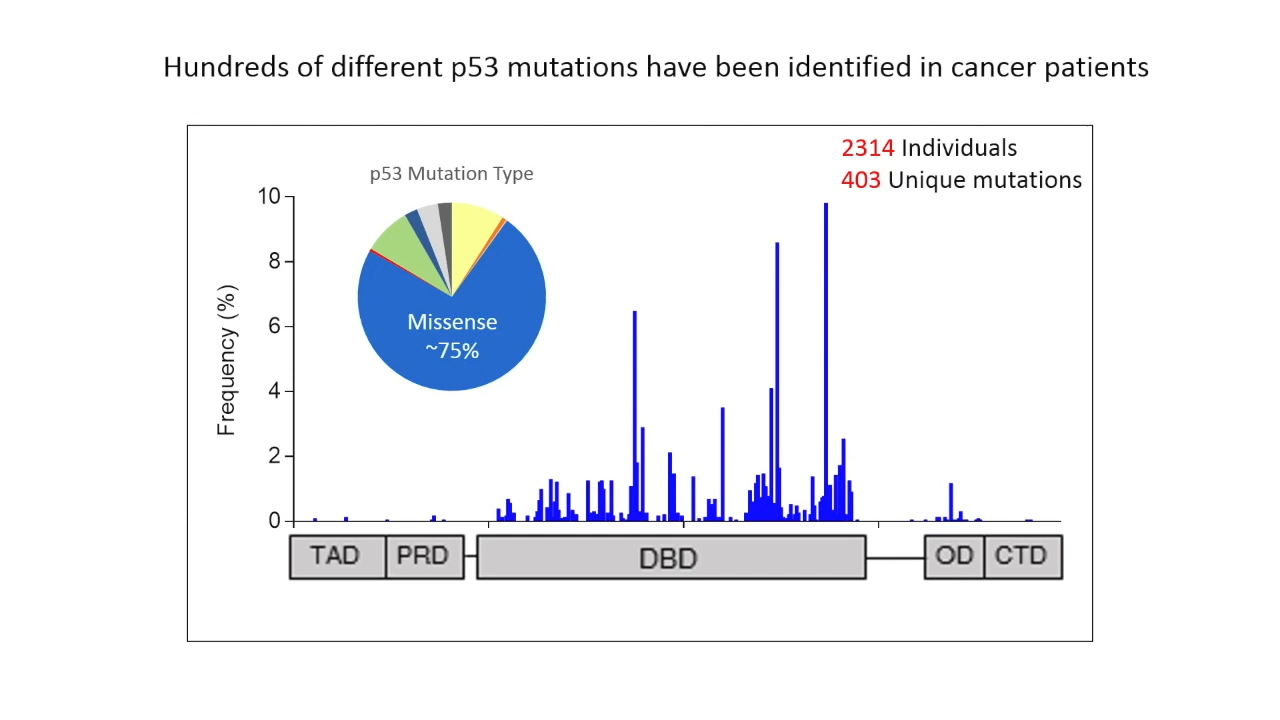 Hundreds of different p53 mutations have been identified in cancer patients
2314 Individuals
403 Unique mutations
p53 Mutation Type
Missense
~75%
Frequency (%)
10
8
6
4
2
0
TAD PRD DBD OD CTD